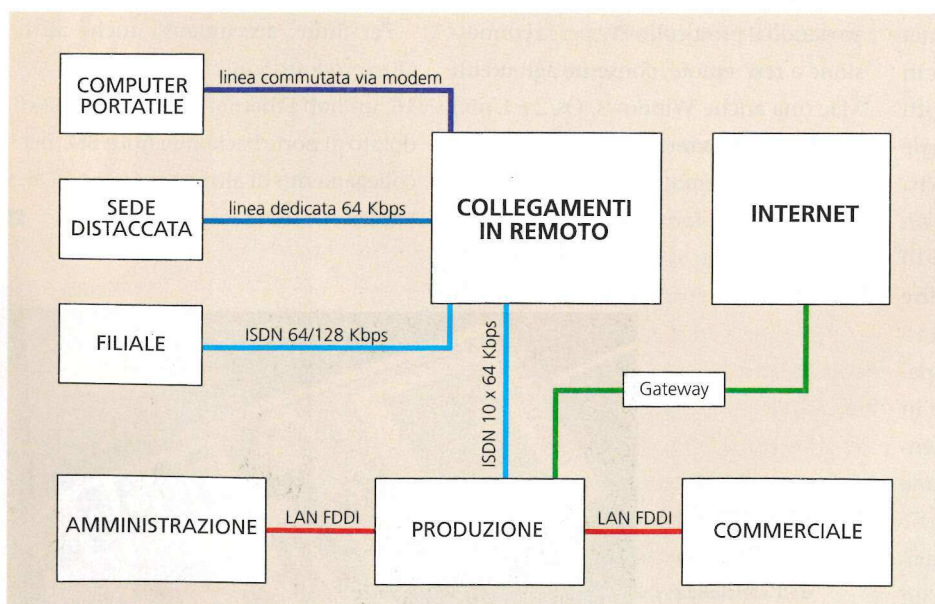 COMPUTER
PORTATILE
linea commutata via modem
SEDE
DISTACCATA
linea dedicata 64 Kbps
COLLEGAMENTI
IN REMOTO
INTERNET
FILIALE
ISDN 64/128 Kbps
ISDN 10 x 64 Kbps
Gateway
AMMINISTRAZIONE
LAN FDDI
PRODUZIONE
LAN FDDI
COMMERCIALE